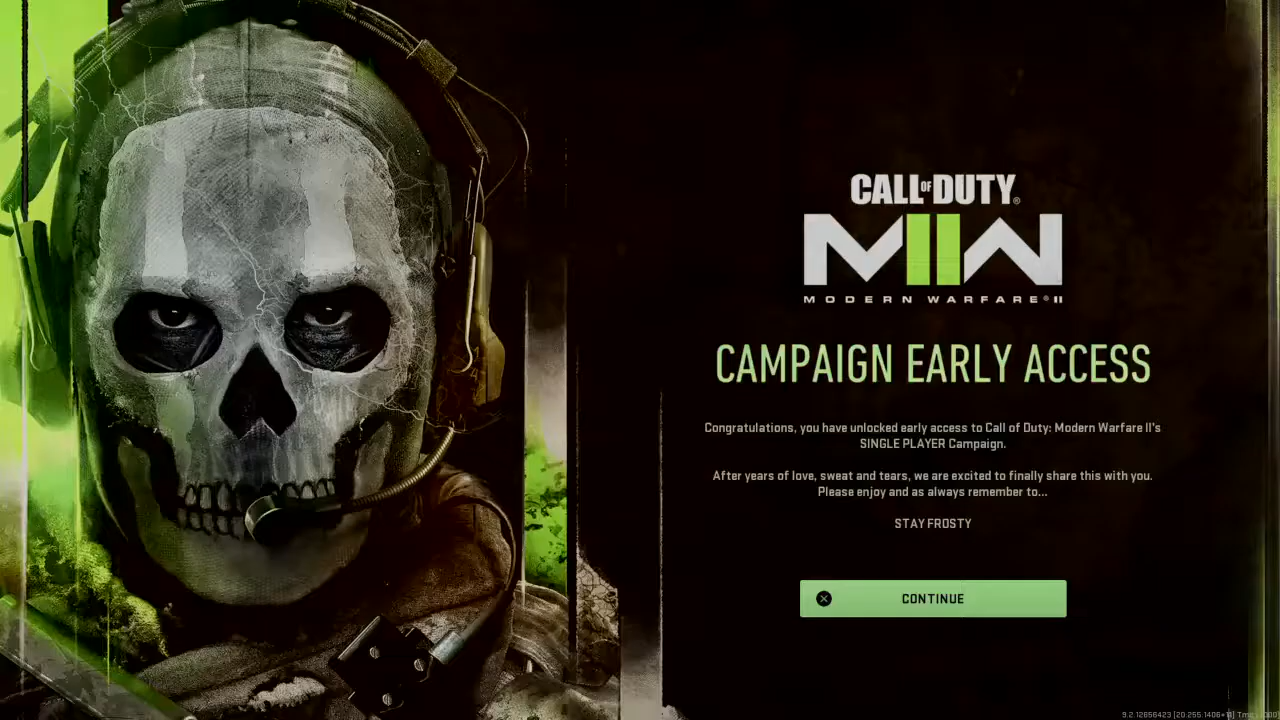 CALL OF DUTY®
MIIW
MODERN WARFARE® II
CAMPAIGN EARLY ACCESS
Congratulations, you have unlocked early access to Call of Duty: Modern Warfare II's
SINGLE PLAYER Campaign.
After years of love, sweat and tears, we are excited to finally share this with you.
Please enjoy and as always remember to...
STAY FROSTY
CONTINUE